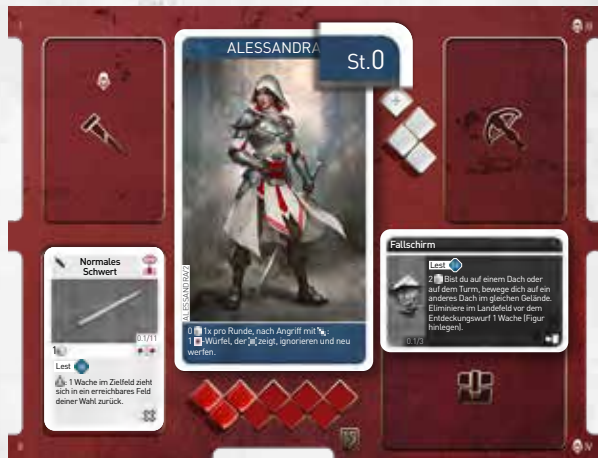 ALESSANDRA
St.0
ALESSANDRA/2
0 1x pro Runde, nach Angriff mit :
1 -Würfel, der zeigt, ignorieren und neu
werfen.
Normales
Schwert
0.1/11
1
Lest
: 1 Wache im Zielfeld zieht
sich in ein erreichbares Feld
deiner Wahl zurück.
Fallschirm
Lest
2 Bist du auf einem Dach oder
auf dem Turm, bewege dich auf ein
anderes Dach im gleichen Gelände.
Eliminiere im Landefeld vor dem
Entdeckungswurf 1 Wache (Figur
hinlegen).
0.1/3
II
IV